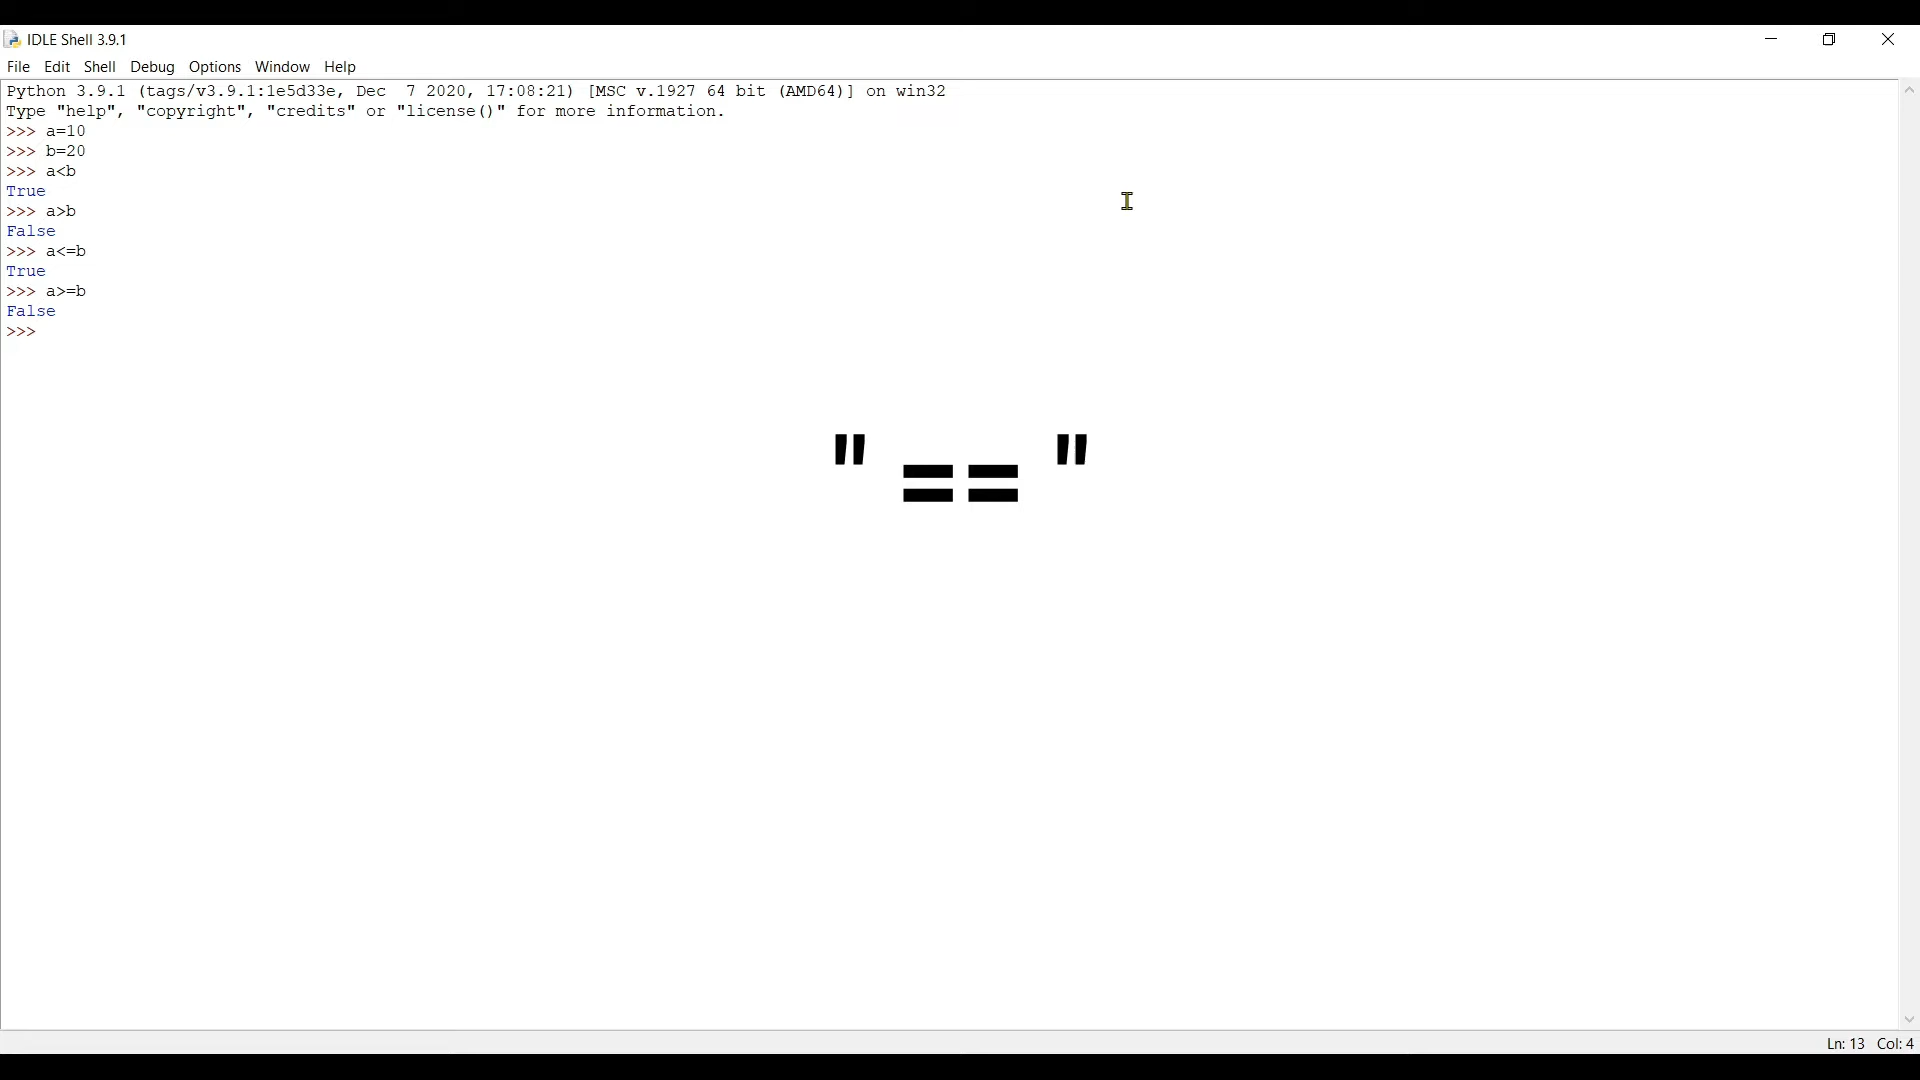 IDLE Shell 3.9.1
File Edit Shell Debug Options Window Help
Python 3.9.1 (tags/v3.9.1:1e5d33e, Dec  7 2020, 17:08:21) [MSC v.1927 64 bit (AMD64)] on win32
Type "help", "copyright", "credits" or "license()" for more information.
>>> a=10
>>> b=20
>>> a<b
True
>>> a>b
False
>>> a<=b
True
>>> a>=b
False
>>>
" == "
Ln: 13 Col: 4